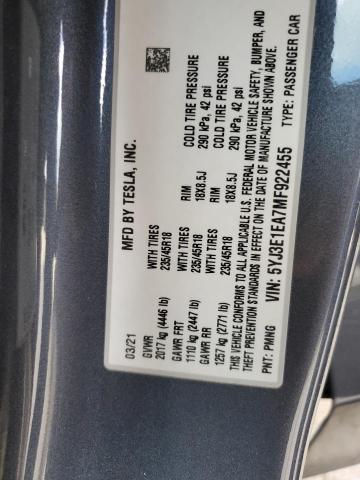 MFD BY TESLA, INC.
03/21
GVWR
2017 kg (4446 lb)
WITH TIRES
235/45R18
GAWR FRT
1110 kg (2447 lb)
WITH TIRES
235/45R18
RIM
18X8.5J
COLD TIRE PRESSURE
290 kPa, 42 psi
GAWR RR
1257 kg (2771 lb)
WITH TIRES
235/45R18
RIM
18X8.5J
COLD TIRE PRESSURE
290 kPa, 42 psi
THIS VEHICLE CONFORMS TO ALL APPLICABLE U.S. FEDERAL MOTOR VEHICLE SAFETY, BUMPER, AND
THEFT PREVENTION STANDARDS IN EFFECT ON THE DATE OF MANUFACTURE SHOWN ABOVE.
VIN: 5YJ3E1EA7MF922455
TYPE: PASSENGER CAR
PNT: PMNG